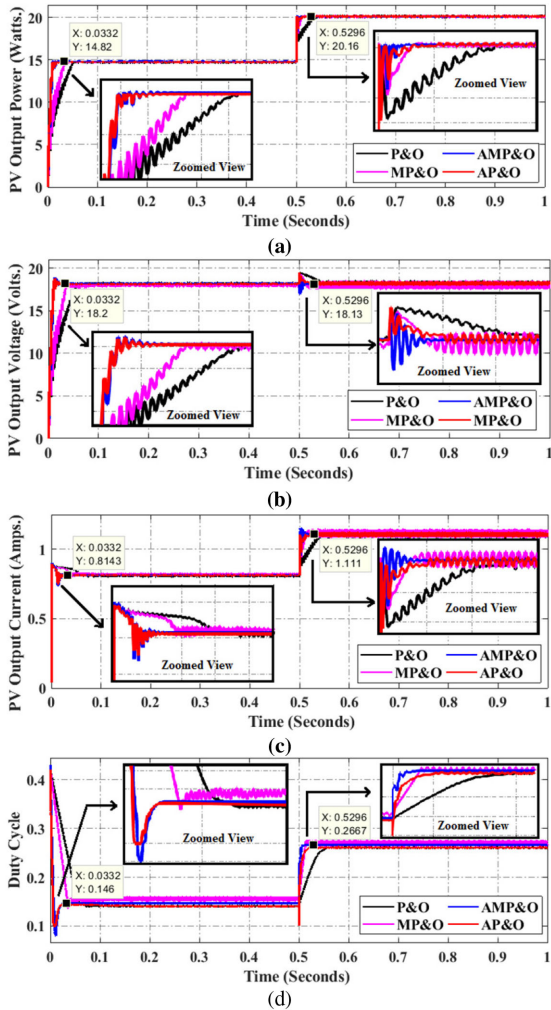 PV Output Power (Watts.)
20
15
10
5
0
X: 0.0332
Y: 14.82
X: 0.5296
Y: 20.16
Zoomed View
Zoomed View
P&O AMP&O
MP&O AP&O
0 0.1 0.2 0.3 0.4 0.5 0.6 0.7 0.8 0.9 1
Time (Seconds)
(a)
PV Output Voltage (Volts.)
20
15
10
5
0
X: 0.0332
Y: 18.2
X: 0.5296
Y: 18.13
Zoomed View
Zoomed View
P&O AMP&O
MP&O MP&O
0 0.1 0.2 0.3 0.4 0.5 0.6 0.7 0.8 0.9 1
Time (Seconds)
(b)
PV Output Current (Amps.)
1
0.5
0
X: 0.0332
Y: 0.8143
X: 0.5296
Y: 1.111
Zoomed View
Zoomed View
P&O AMP&O
MP&O AP&O
0 0.1 0.2 0.3 0.4 0.5 0.6 0.7 0.8 0.9 1
Time (Seconds)
(c)
Duty Cycle
0.4
0.3
0.2
0.1
X: 0.0332
Y: 0.146
X: 0.5296
Y: 0.2667
Zoomed View
Zoomed View
P&O AMP&O
MP&O AP&O
0 0.1 0.2 0.3 0.4 0.5 0.6 0.7 0.8 0.9 1
Time (Seconds)
(d)